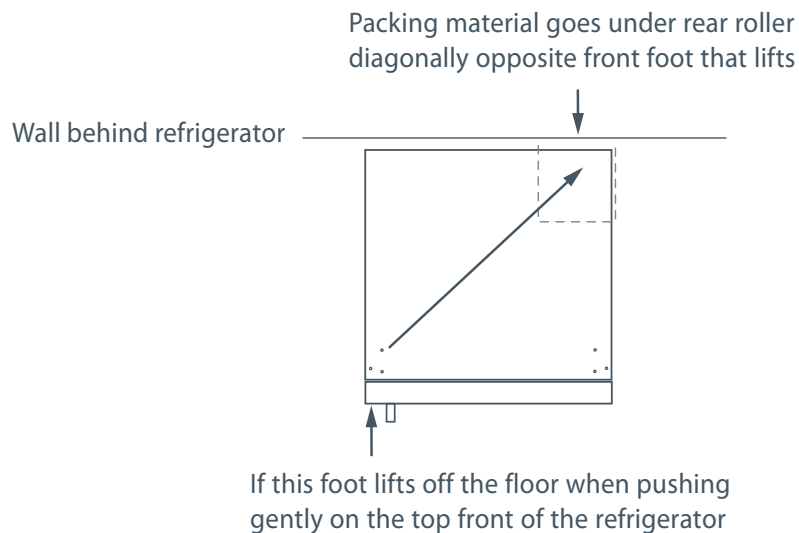 Packing material goes under rear roller
diagonally opposite front foot that lifts
Wall behind refrigerator
If this foot lifts off the floor when pushing
gently on the top front of the refrigerator